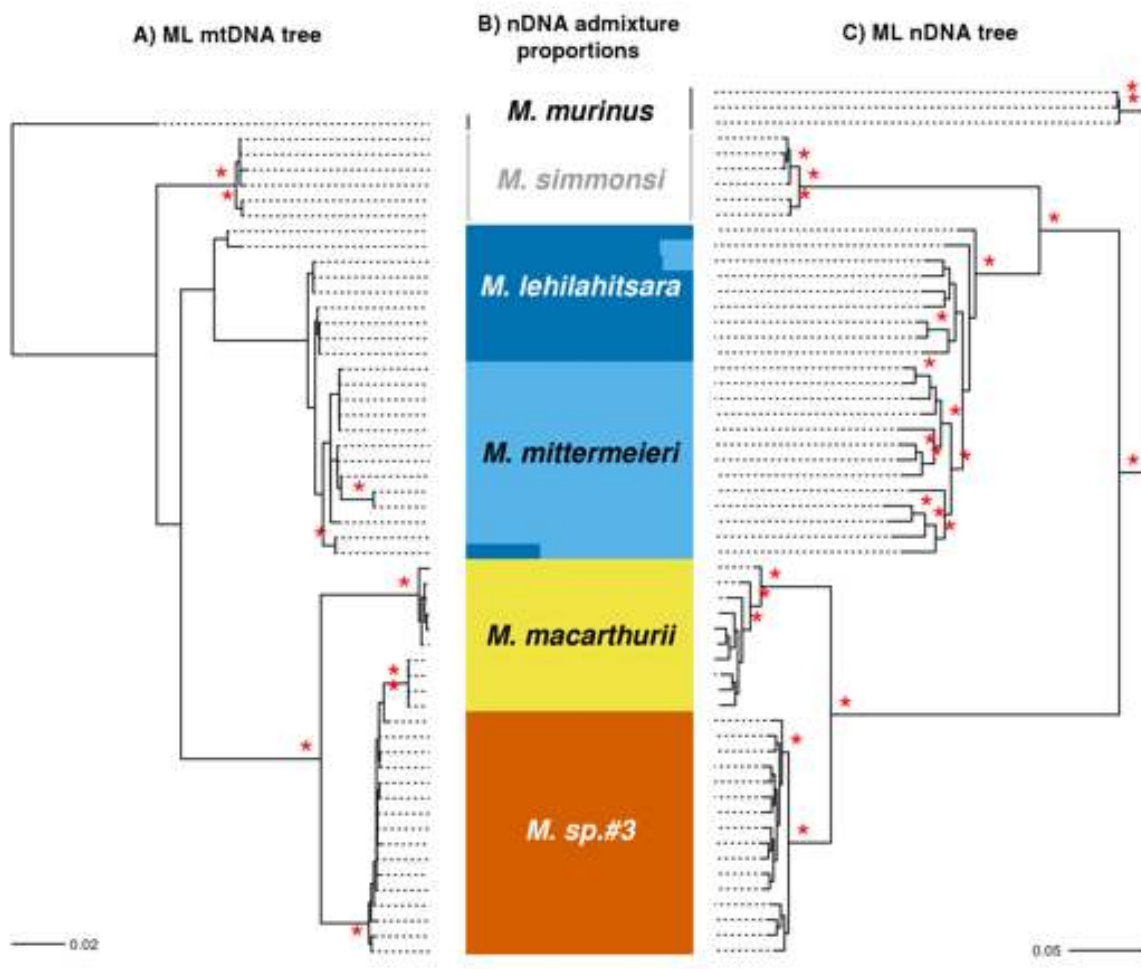 A) ML mtDNA tree
B) nDNA admixture
proportions
C) ML nDNA tree
M. murinus
M. simmonsi
M. lehilahitsara
M. mittermeieri
M. macarthurii
M. sp.#3
0.02
0.05